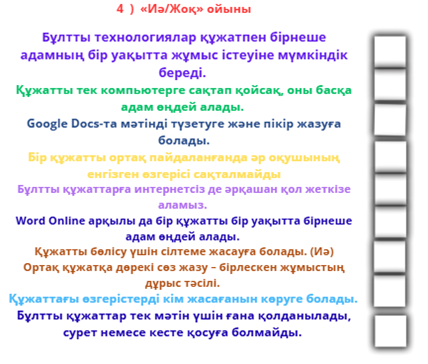 4 ) «Иә/Жоқ» ойыны
Бұлтты технологиялар құжатпен бірнеше
адамның бір уақытта жұмыс істеуіне мүмкіндік
береді.
Құжатты тек компьютерге сақтап қойсақ, оны басқа
адам өңдей алады.
Google Docs-та мәтінді түзетуге және пікір жазуға
болады.
Бір құжатты ортақ пайдаланғанда әр оқушының
енгізген өзгерісі сақталмайды
Бұлтты құжаттарға интернетсіз де әрқашан қол жеткізе
аламыз.
Word Online арқылы да бір құжатты бір уақытта бірнеше
адам өңдей алады.
Құжатты бөлісу үшін сілтеме жасауға болады. (Иә)
Ортақ құжатқа дөрекі сөз жазу – бірлескен жұмыстың
дұрыс тәсілі.
Құжаттағы өзгерістерді кім жасағанын көруге болады.
Бұлтты құжаттар тек мәтін үшін ғана қолданылады,
сурет немесе кесте қосуға болмайды.